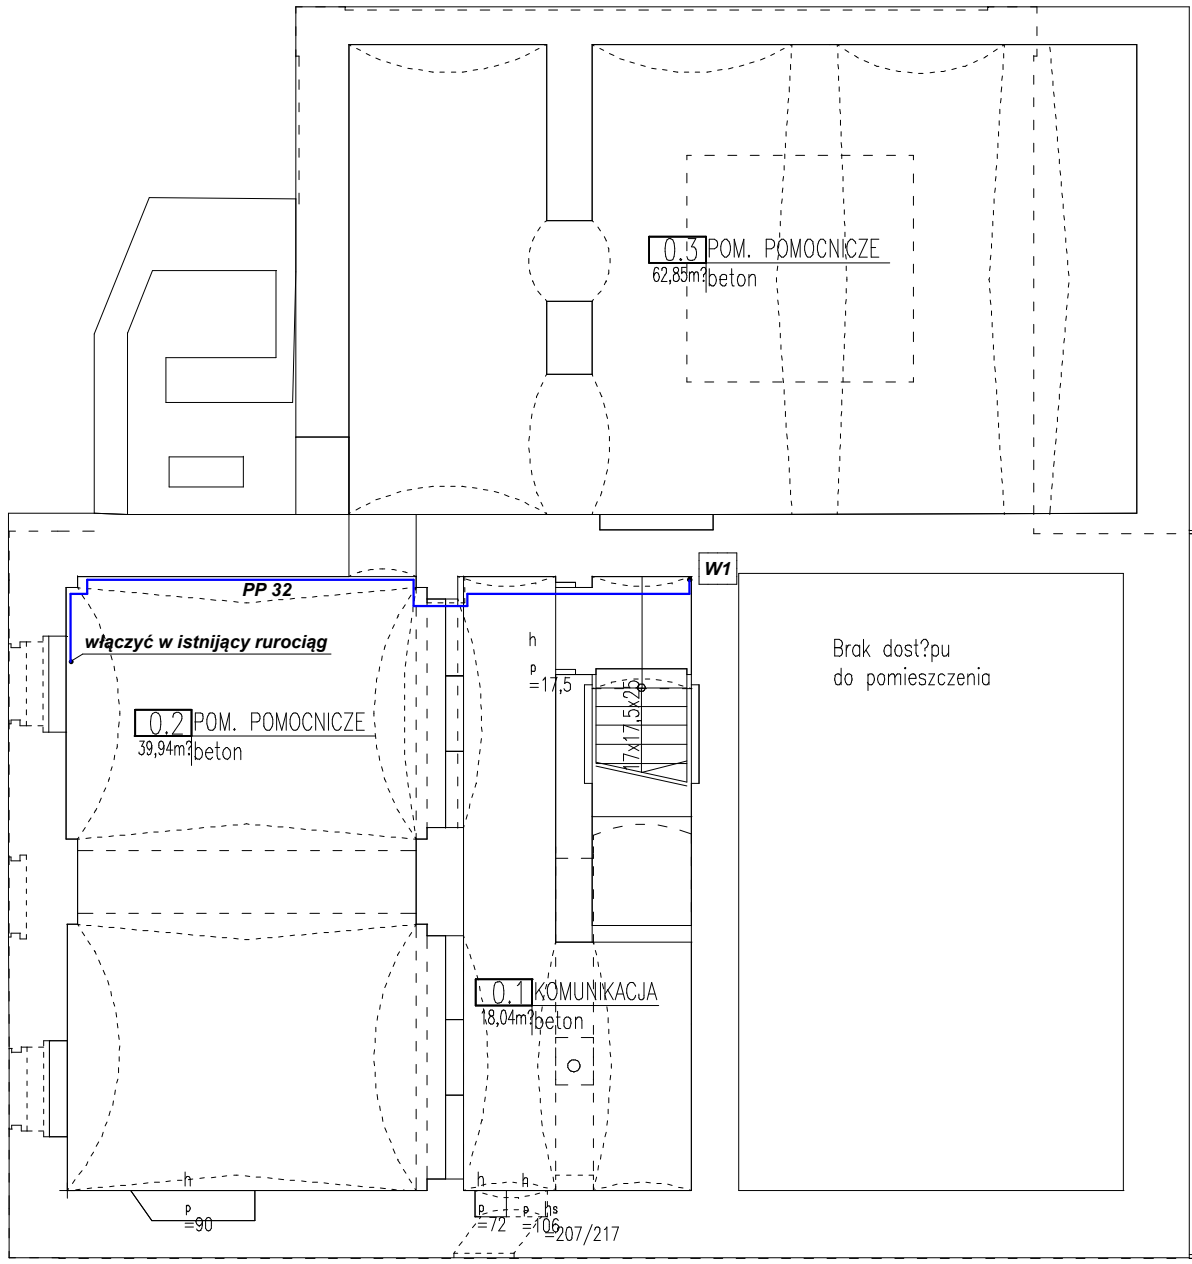 0.3 POM. POMOCNICZE
62,85m? beton
W1
PP 32
włączyć w istnijący rurociąg
h
p
=17,5
Brak dost?pu
do pomieszczenia
17x17,5x25
0.2 POM. POMOCNICZE
39,94m? beton
0.1 KOMUNIKACJA
18,04m? beton
h
p
=90
h
p
=72
h
p
=106
hs
=207/217